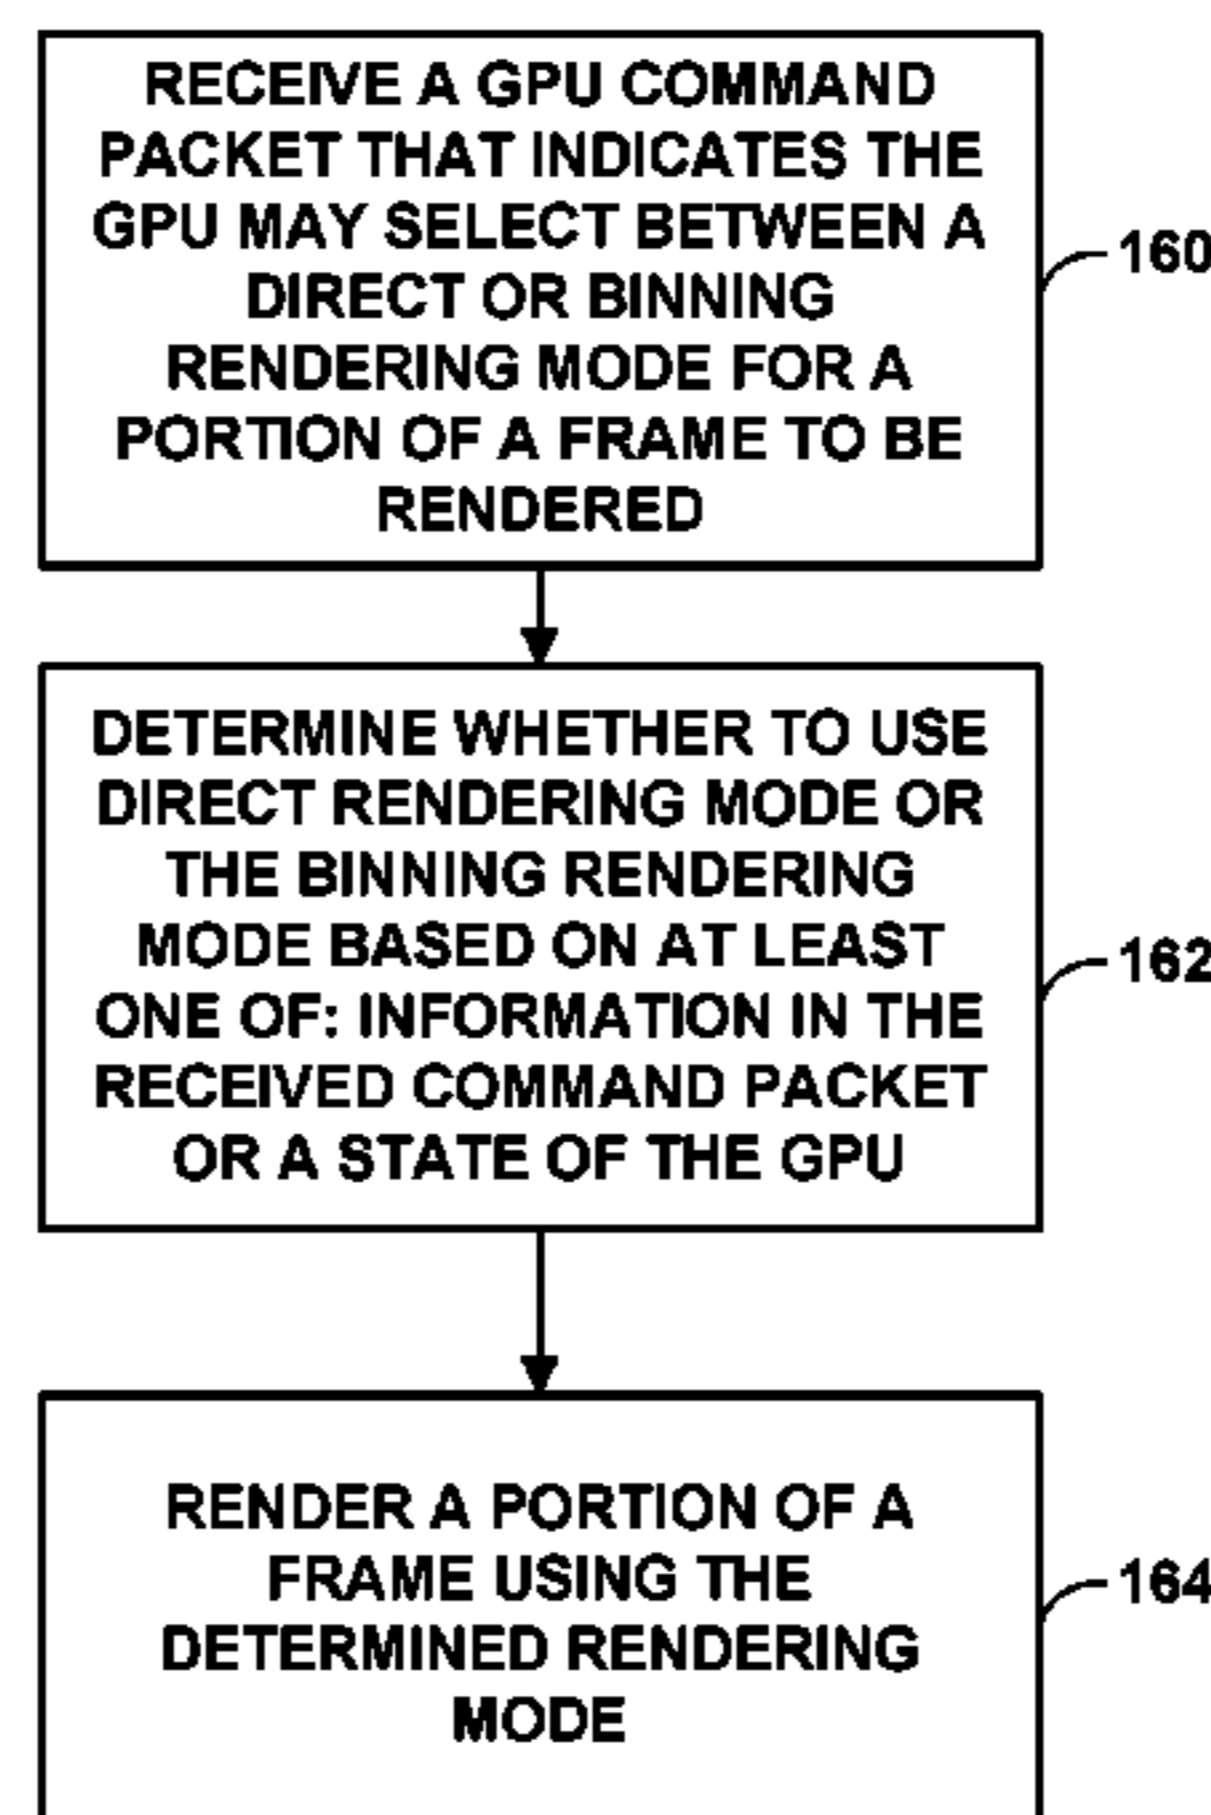 RECEIVE A GPU COMMAND
PACKET THAT INDICATES THE
GPU MAY SELECT BETWEEN A
DIRECT OR BINNING
RENDERING MODE FOR A
PORTION OF A FRAME TO BE
RENDERED
160
DETERMINE WHETHER TO USE
DIRECT RENDERING MODE OR
THE BINNING RENDERING
MODE BASED ON AT LEAST
ONE OF: INFORMATION IN THE
RECEIVED COMMAND PACKET
OR A STATE OF THE GPU
162
RENDER A PORTION OF A
FRAME USING THE
DETERMINED RENDERING
MODE
164